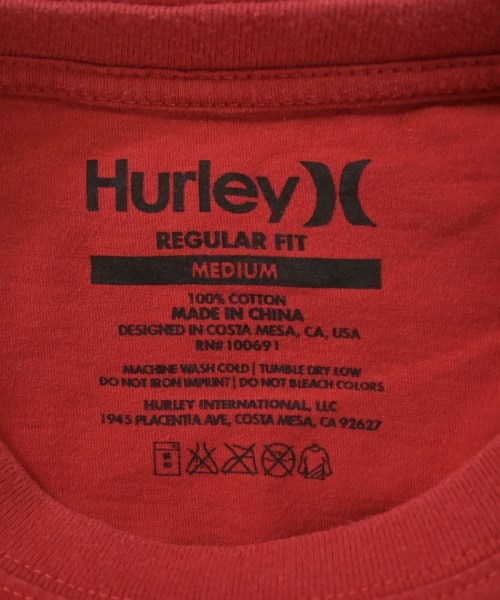 Hurley
REGULAR FIT
MEDIUM
100% COTTON
MADE IN CHINA
DESIGNED IN COSTA MESA, CA, USA
RN#100691
MACHINE WASH COLD | TUMBLE DRY LOW
DO NOT IRON IMPRINT | DO NOT BLEACH COLORS
HURLEY INTERNATIONAL, LLC
1945 PLACENTIA AVE, COSTA MESA, CA 92627